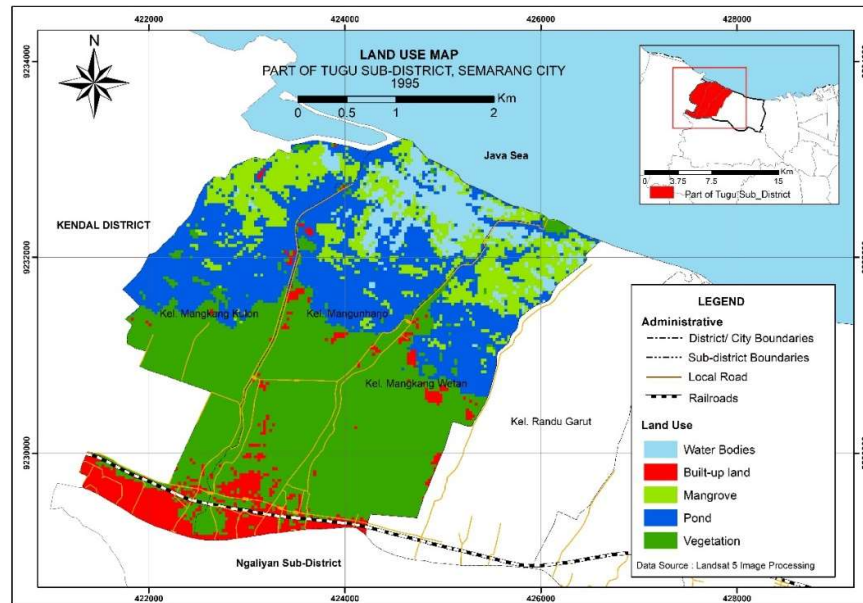 422000 424000 426000 428000
N
LAND USE MAP
PART OF TUGU SUB-DISTRICT, SEMARANG CITY
1995
Km
0 0.5 1 2
Java Sea
KENDAL DISTRICT
Km
0 3.75 7.5 15
Part of Tugu Sub_District
9234000
9232000
9230000
Kel. Mangkang Kulon
Kel. Mangunharjo
Kel. Mangkang Wetan
Kel. Randu Garut
Ngaliyan Sub-District
LEGEND
Administrative
District/ City Boundaries
Sub-district Boundaries
Local Road
Railroads
Land Use
Water Bodies
Built-up land
Mangrove
Pond
Vegetation
Data Source : Landsat 5 Image Processing
422000 424000 426000 428000